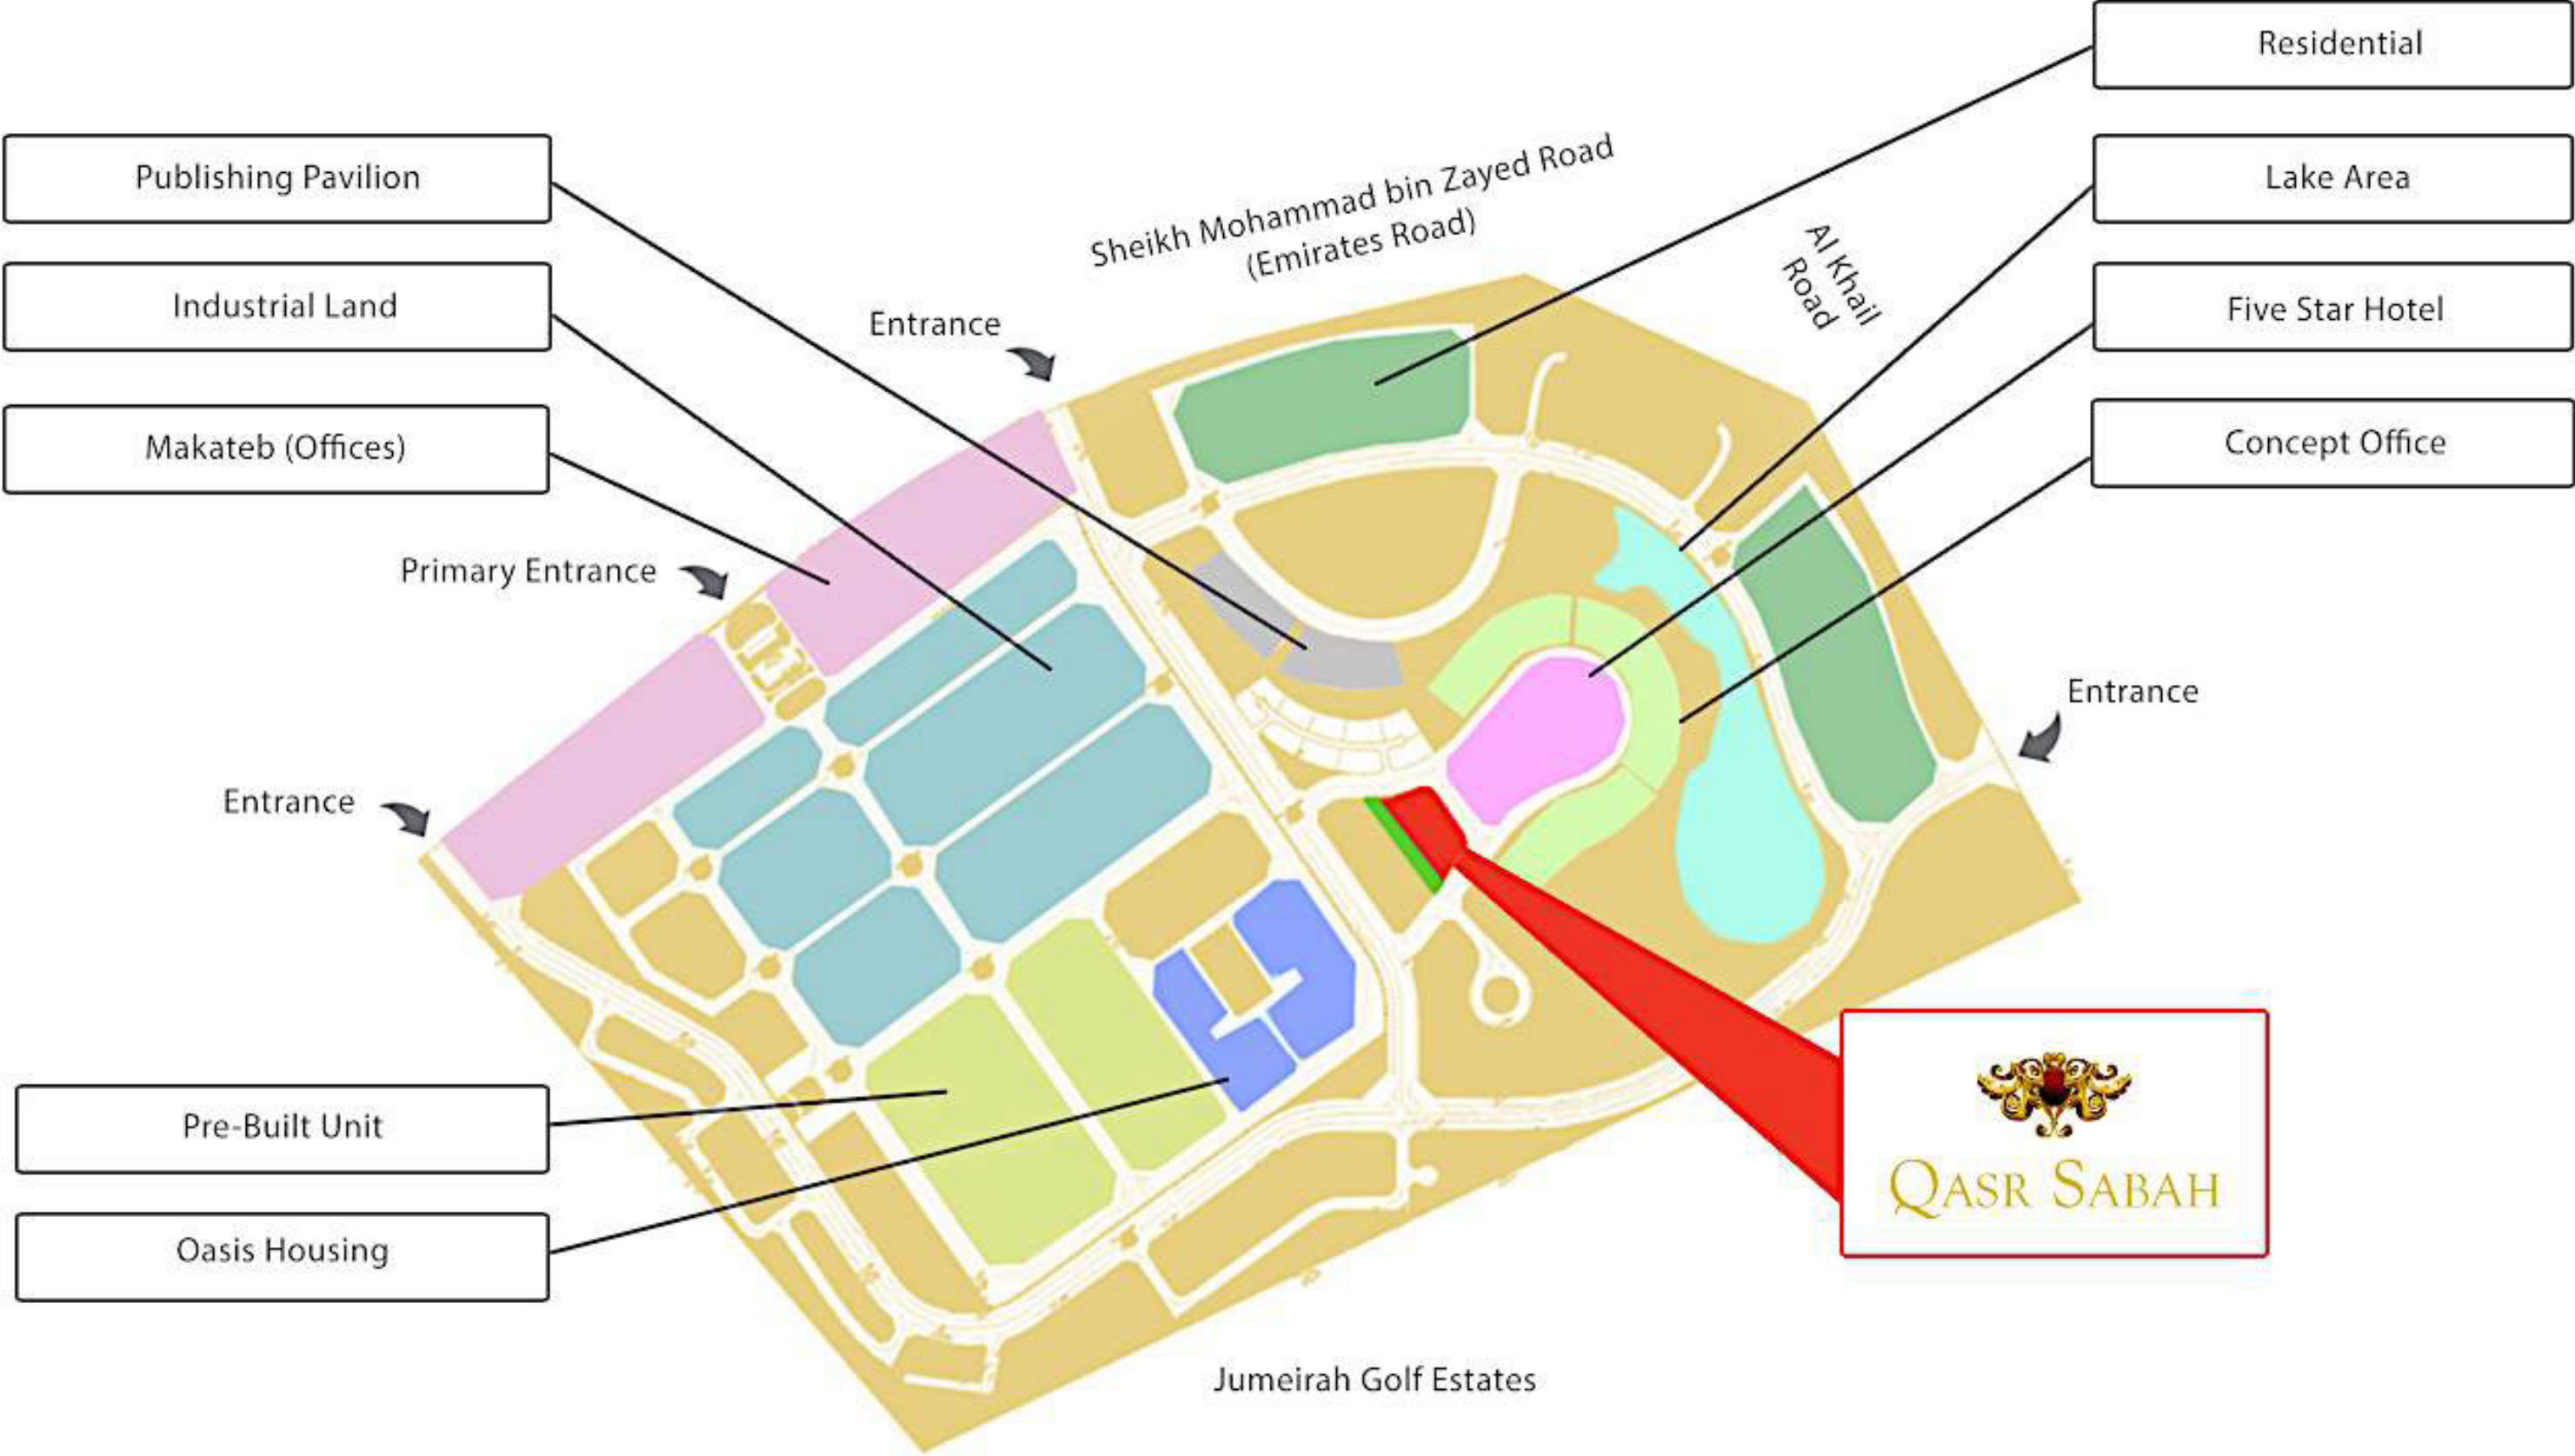 Residential
Publishing Pavilion
Sheikh Mohammad bin Zayed Road
(Emirates Road)
Lake Area
Al Khail
Road
Industrial Land
Entrance
Five Star Hotel
Makateb (Offices)
Concept Office
Primary Entrance
Entrance
Entrance
Pre-Built Unit
QASR SABAH
Oasis Housing
Jumeirah Golf Estates